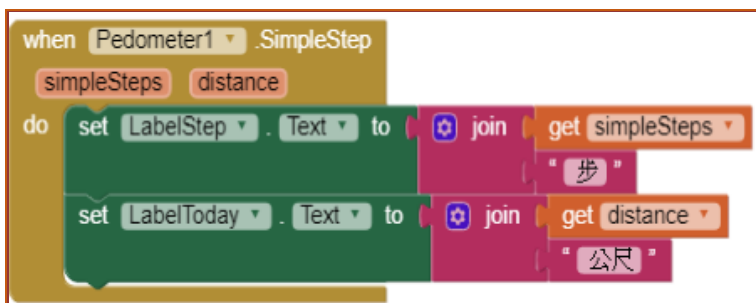 when Pedometer1 .SimpleStep
simpleSteps distance
do set LabelStep . Text to join get simpleSteps
" 步 "
set LabelToday . Text to join get distance
" 公尺 "